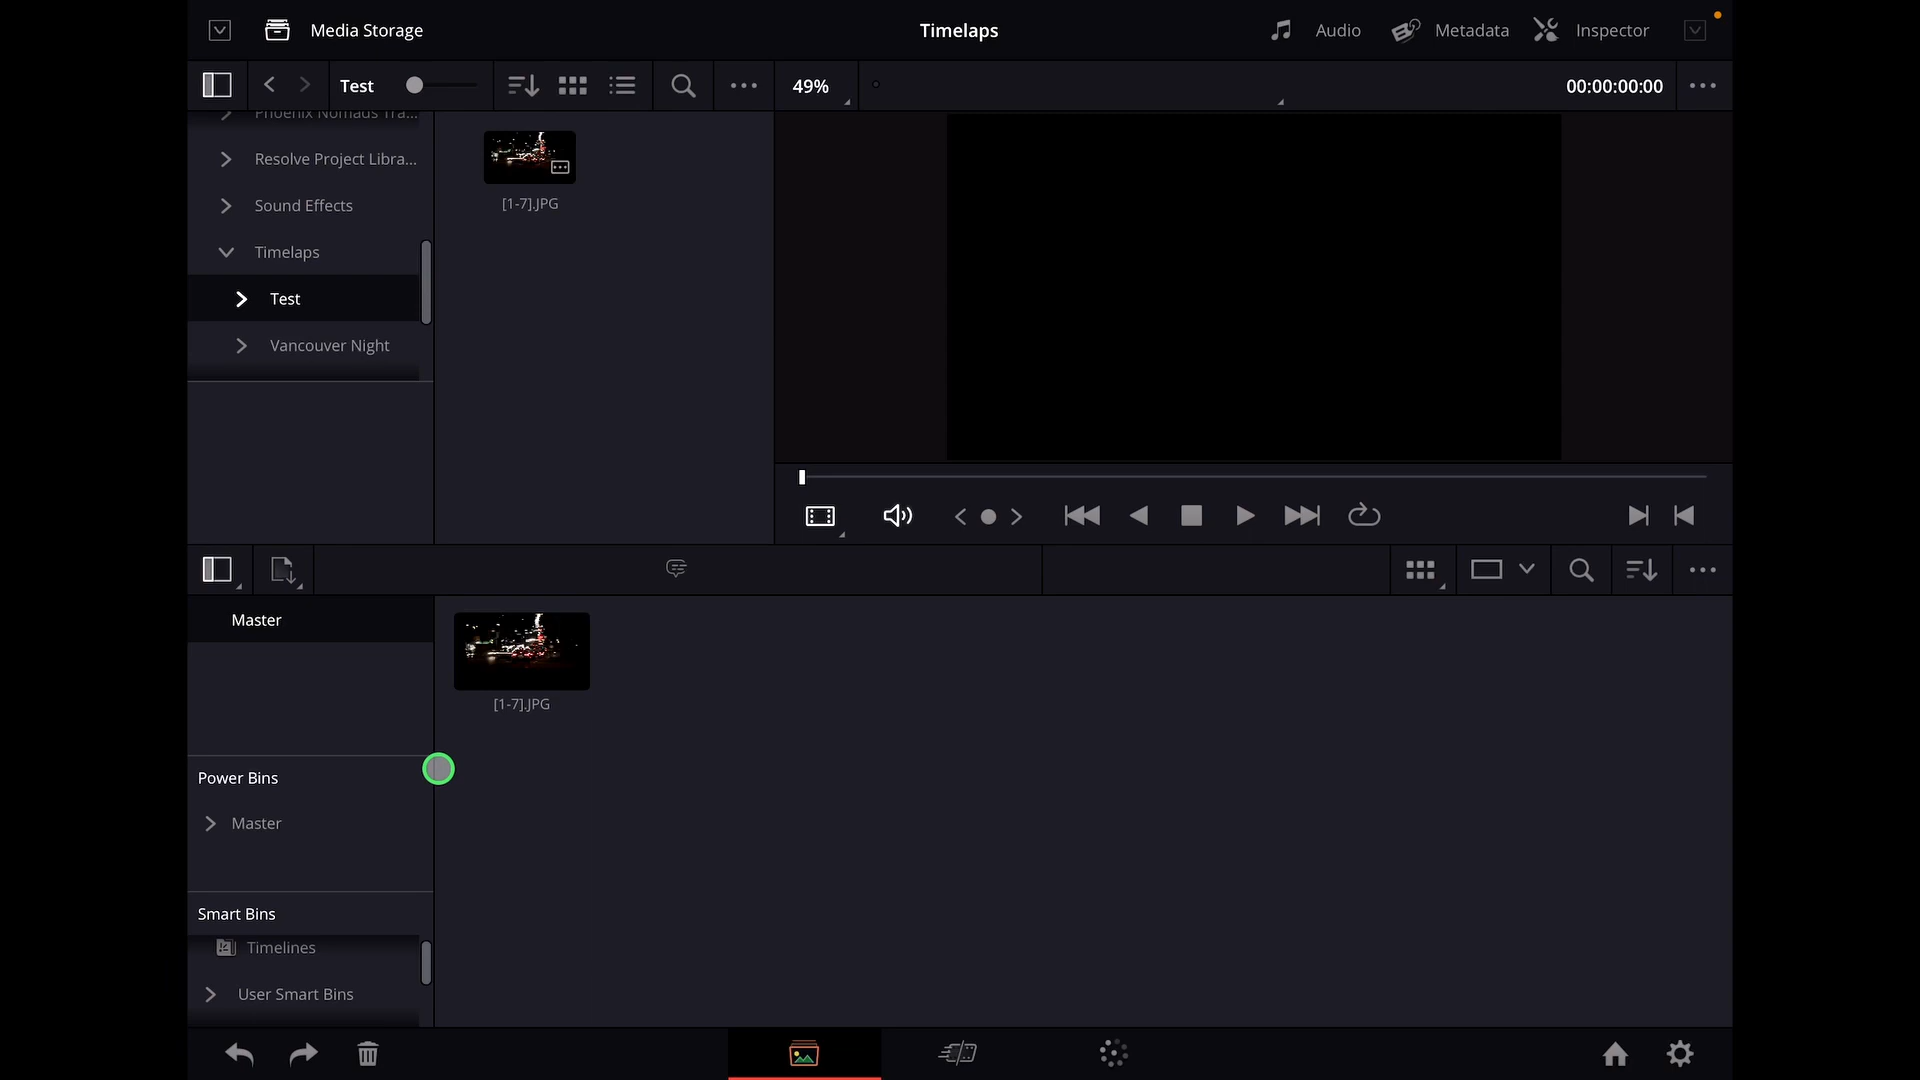 Media Storage
Timelaps
Audio
Metadata
Inspector
Test
49%
00:00:00:00
Phoenix Nomads Tra...
Resolve Project Libra...
Sound Effects
Timelaps
Test
Vancouver Night
[1-7].JPG
Master
[1-7].JPG
Power Bins
Master
Smart Bins
Timelines
User Smart Bins